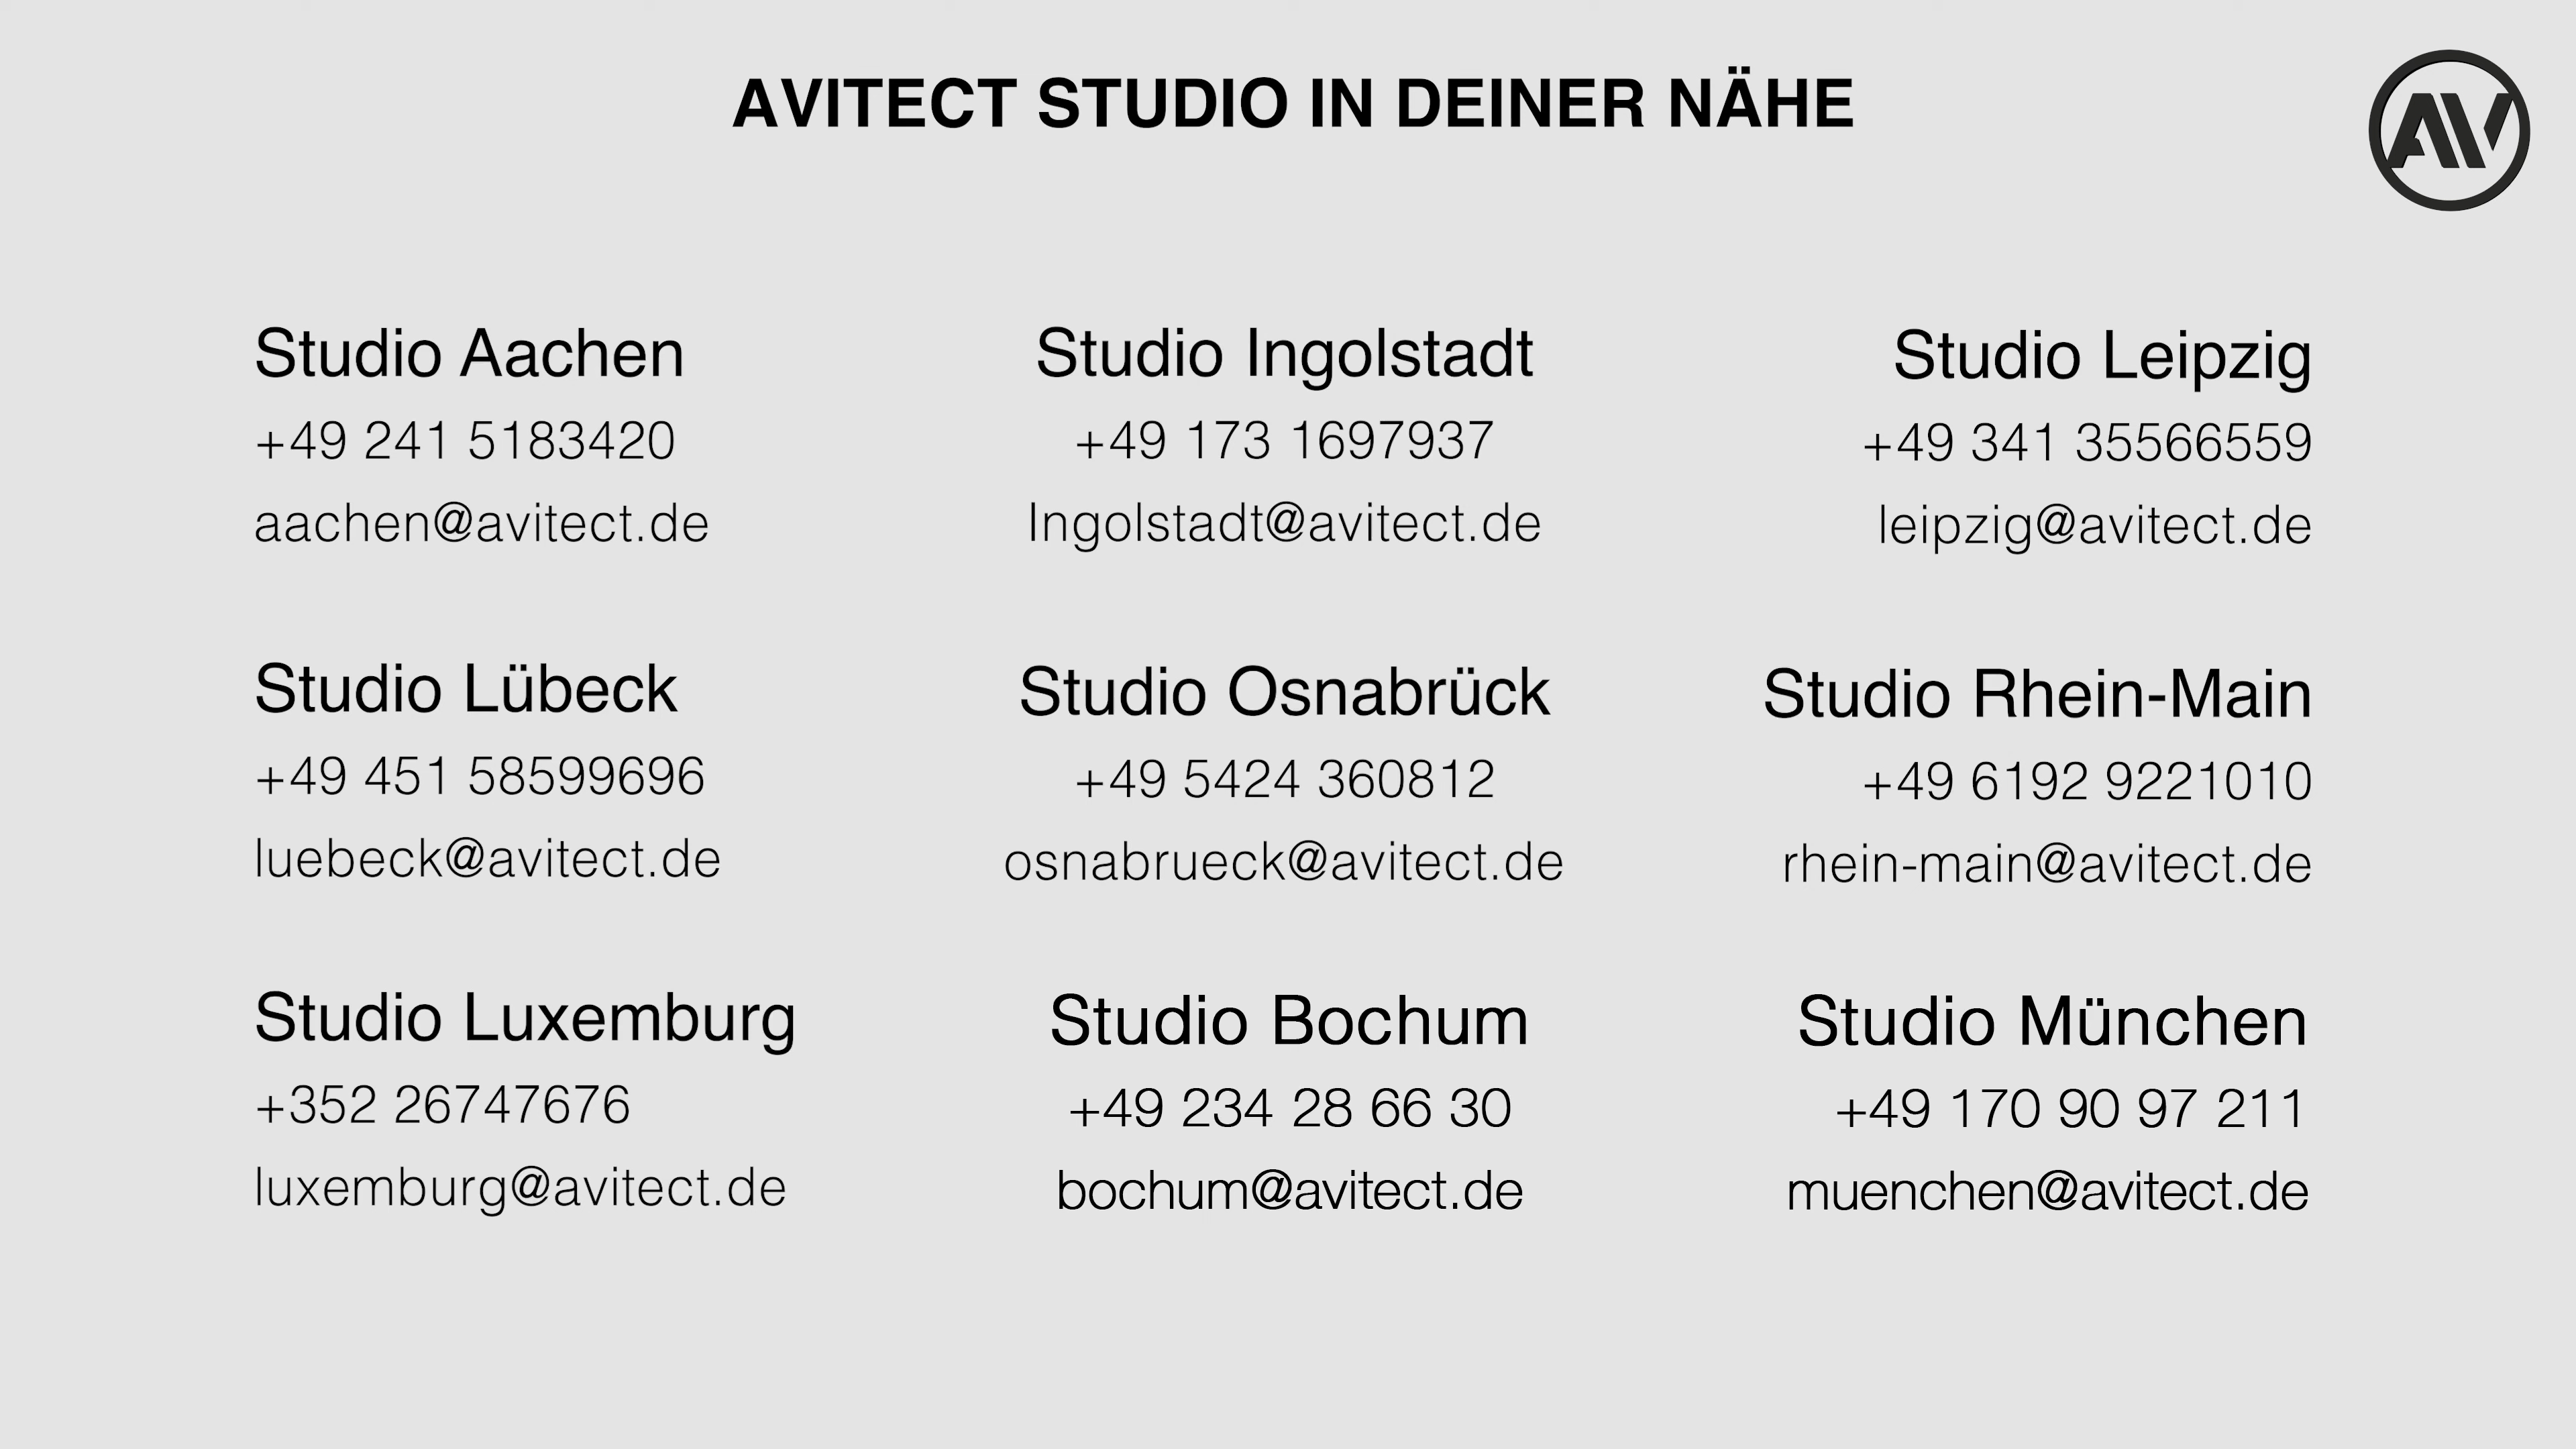 AVITECT STUDIO IN DEINER NÄHE
AV
Studio Aachen
+49 241 5183420
aachen@avitect.de
Studio Ingolstadt
+49 173 1697937
Ingolstadt@avitect.de
Studio Leipzig
+49 341 35566559
leipzig@avitect.de
Studio Lübeck
+49 451 58599696
luebeck@avitect.de
Studio Osnabrück
+49 5424 360812
osnabrueck@avitect.de
Studio Rhein-Main
+49 6192 9221010
rhein-main@avitect.de
Studio Luxemburg
+352 26747676
luxemburg@avitect.de
Studio Bochum
+49 234 28 66 30
bochum@avitect.de
Studio München
+49 170 90 97 211
muenchen@avitect.de